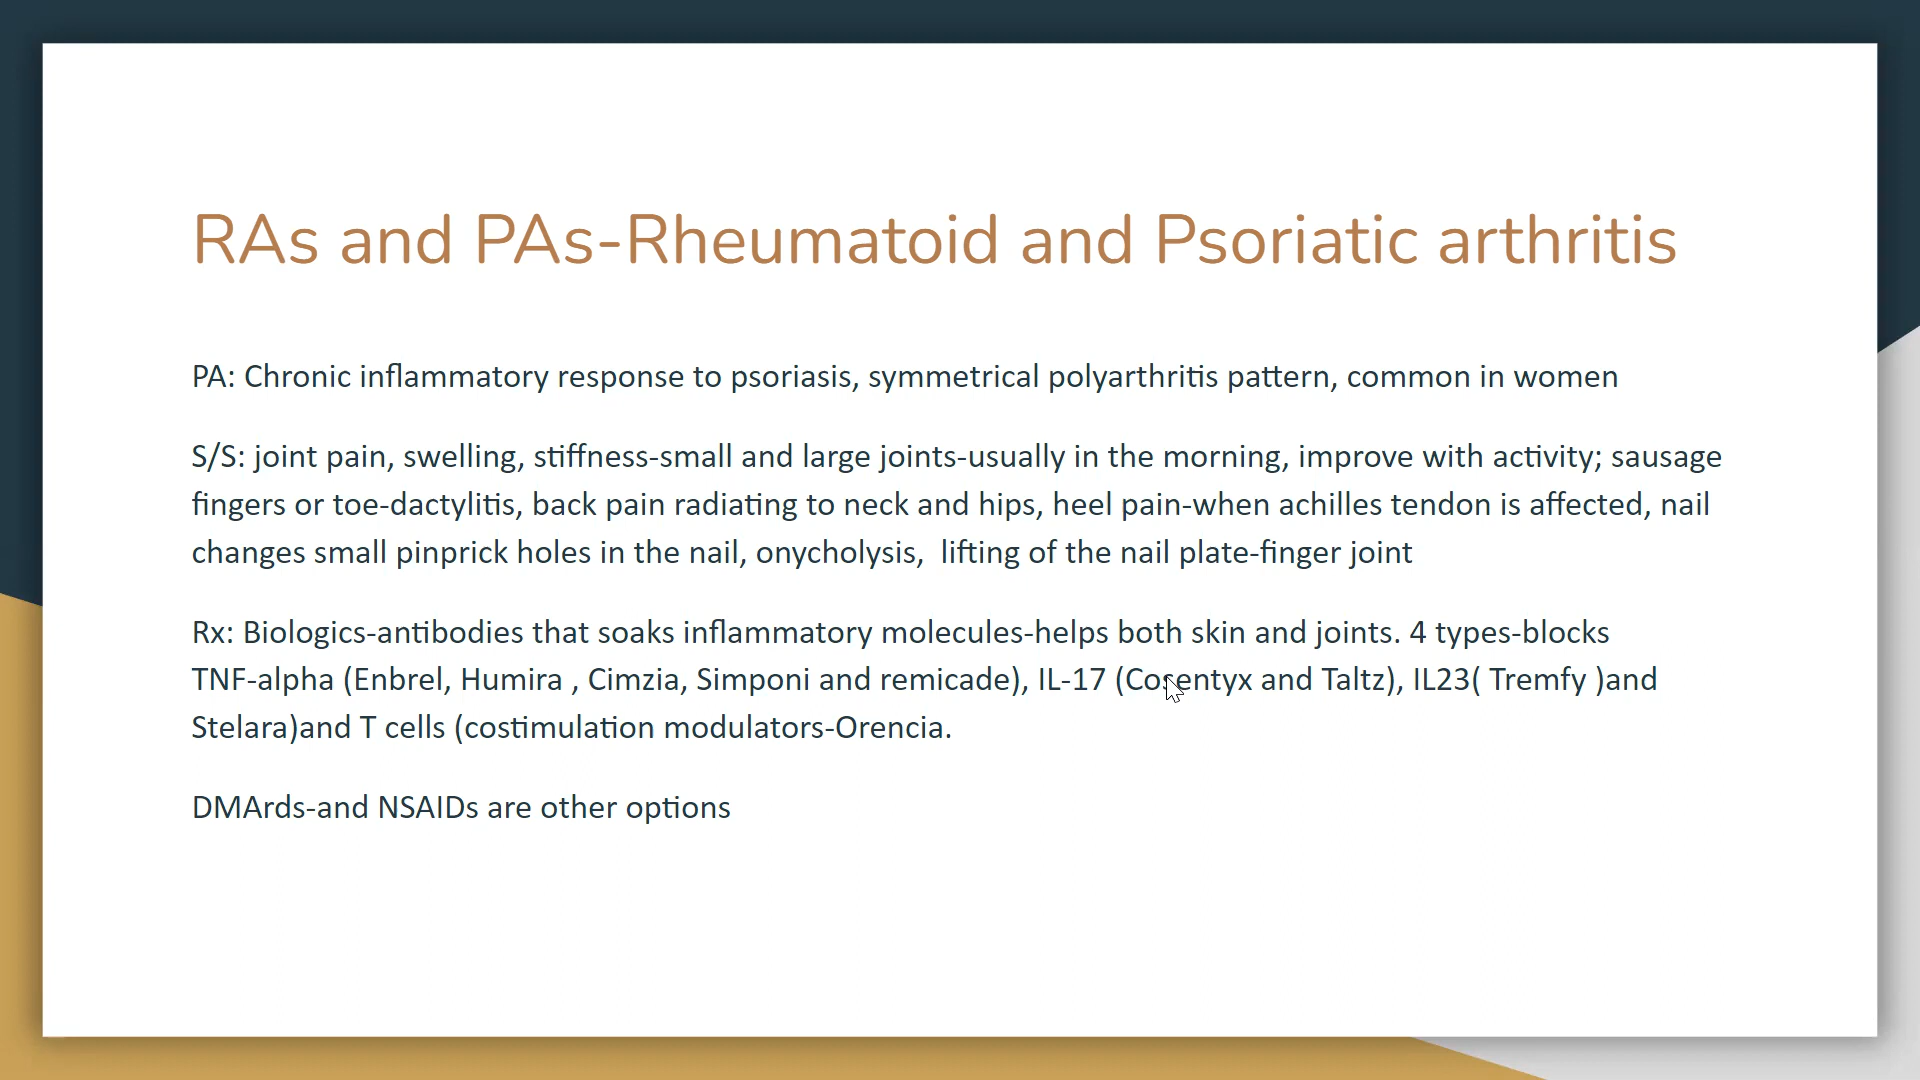 RAs and PAs-Rheumatoid and Psoriatic arthritis
PA: Chronic inflammatory response to psoriasis, symmetrical polyarthritis pattern, common in women
S/S: joint pain, swelling, stiffness-small and large joints-usually in the morning, improve with activity; sausage
fingers or toe-dactylitis, back pain radiating to neck and hips, heel pain-when achilles tendon is affected, nail
changes small pinprick holes in the nail, onycholysis,  lifting of the nail plate-finger joint
Rx: Biologics-antibodies that soaks inflammatory molecules-helps both skin and joints. 4 types-blocks
TNF-alpha (Enbrel, Humira , Cimzia, Simponi and remicade), IL-17 (Cosentyx and Taltz), IL23( Tremfy )and
Stelara)and T cells (costimulation modulators-Orencia.
DMArds-and NSAIDs are other options